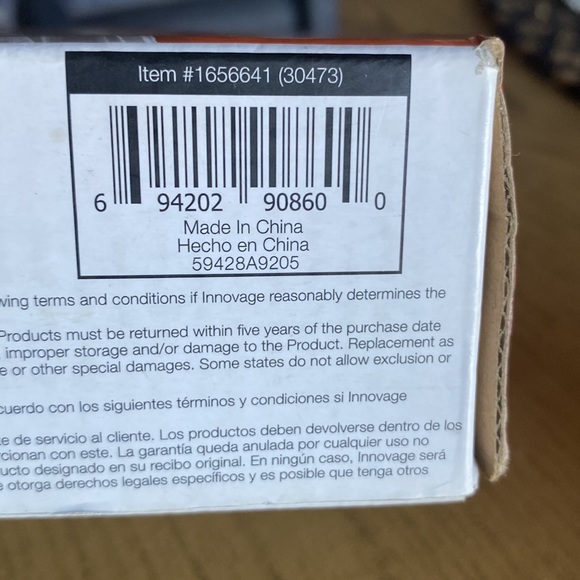 Item #1656641 (30473)
6 94202 90860 0
Made In China
Hecho en China
59428A9205
wing terms and conditions if Innovage reasonably determines the
Products must be returned within five years of the purchase date
improper storage and/or damage to the Product. Replacement as
e or other special damages. Some states do not allow exclusion or
cuerdo con los siguientes términos y condiciones si Innovage
e de servicio al cliente. Los productos deben devolverse dentro de los
cionan con este. La garantía queda anulada por cualquier uso no
ucto designado en su recibo original. En ningún caso, Innovage será
e otorga derechos legales específicos y es posible que tenga otros